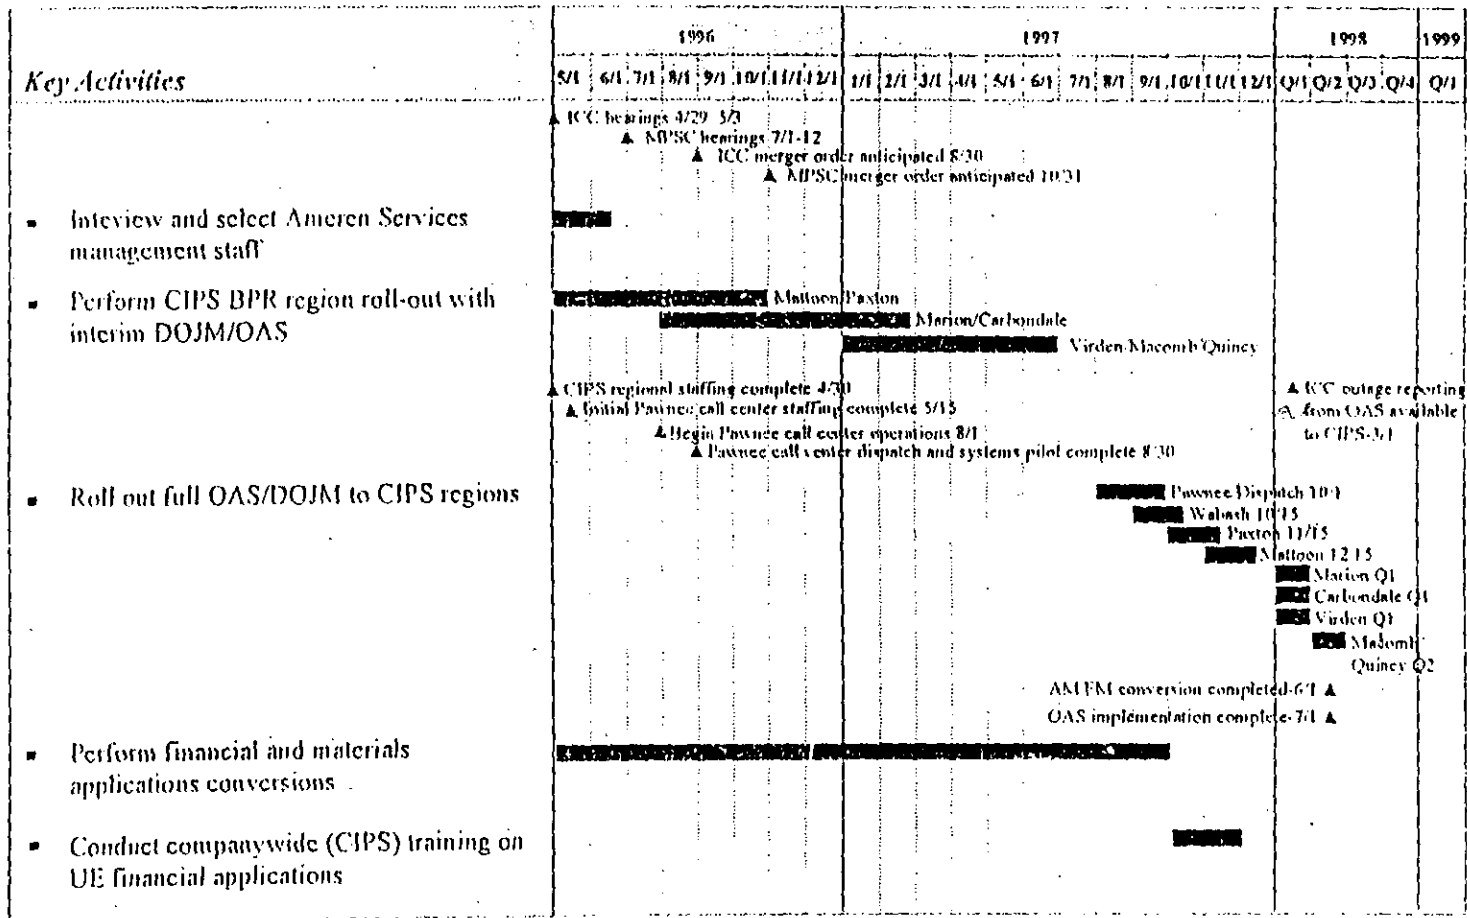 1996 1997 1998 1999
Key Activities 5/1 6/1 7/1 8/1 9/1 10/1 11/1 12/1 1/1 2/1 3/1 4/1 5/1 6/1 7/1 8/1 9/1 10/1 11/1 12/1 Q/1 Q/2 Q/3 Q/4 Q/1
▲ ICC hearings 4/29-5/3
▲ MPSC hearings 7/1-12
▲ ICC merger order anticipated 8/30
▲ MPSC merger order anticipated 10/31
▪ Inteview and select Ameren Services
management staff
▪ Perform CIPS BPR region roll-out with
interim DOJM/OAS
Mattoon/Paxton
Marion/Carbondale
Virden/Macomb/Quincy
▲ CIPS regional staffing complete 4/30
▲ Initial Pawnee call center staffing complete 5/15
▲ Begin Pawnee call center operations 8/1
▲ Pawnee call center dispatch and systems pilot complete 8/30
▲ ICC outage reporting
from OAS available
to CIPS-3/1
▪ Roll out full OAS/DOJM to CIPS regions
Pawnee Dispatch 10/1
Wabash 10/15
Paxton 11/15
Mattoon 12/15
Marion Q1
Carbondale Q1
Virden Q1
Macomb
Quincy Q2
AM/FM conversion completed-6/1 ▲
OAS implementation complete-7/1 ▲
▪ Perform financial and materials
applications conversions
▪ Conduct companywide (CIPS) training on
UE financial applications